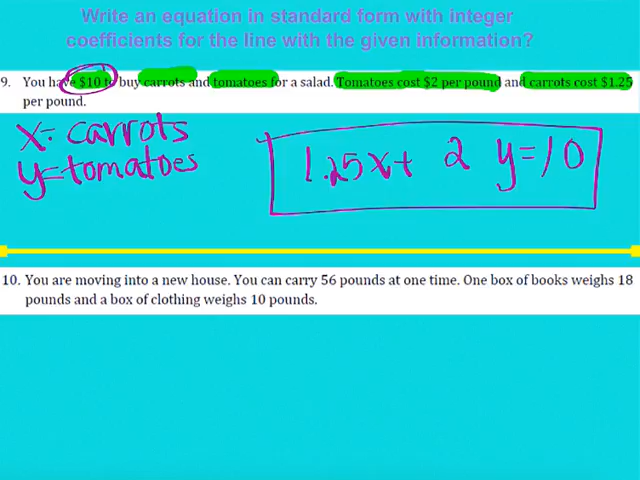 Write an equation in standard form with integer
coefficients for the line with the given information?
9. You have $10 to buy carrots and tomatoes for a salad. Tomatoes cost $2 per pound and carrots cost $1.25
per pound.
x= carrots
y=tomatoes
1.25x+ 2 y=10
10. You are moving into a new house. You can carry 56 pounds at one time. One box of books weighs 18
pounds and a box of clothing weighs 10 pounds.